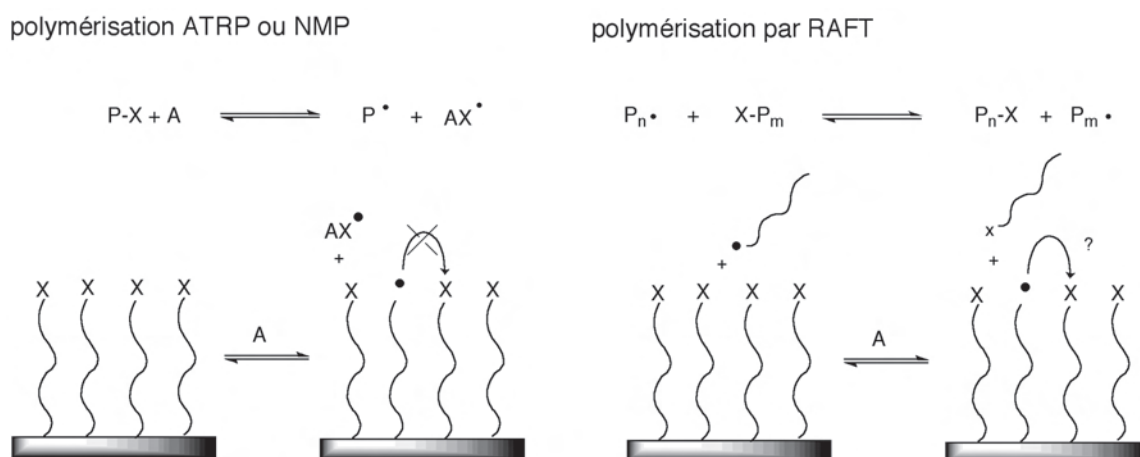 polymérisation ATRP ou NMP
P-X + A ⇌ P• + AX•
AX•
+
X X X X
X • X X
A
polymérisation par RAFT
Pn• + X-Pm ⇌ Pn-X + Pm•
•
+
X X X X
x
+
?
X • X X
A